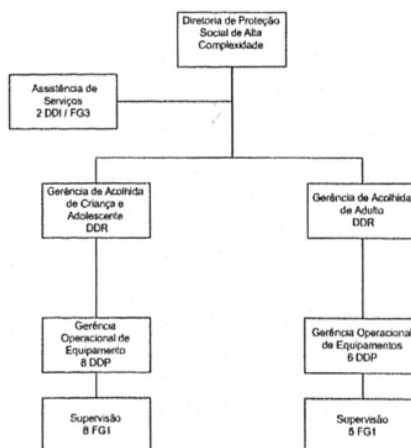 Diretoria de Proteção
Social de Alta
Complexidade
Assistência de
Serviços
2 DDI / FG3
Gerência de Acolhida
de Criança e
Adolescente
DDR
Gerência de Acolhida
de Adulto
DDR
Gerência
Operacional de
Equipamento
8 DDP
Gerência Operacional
de Equipamentos
6 DDP
Supervisão
8 FG1
Supervisão
5 FG1